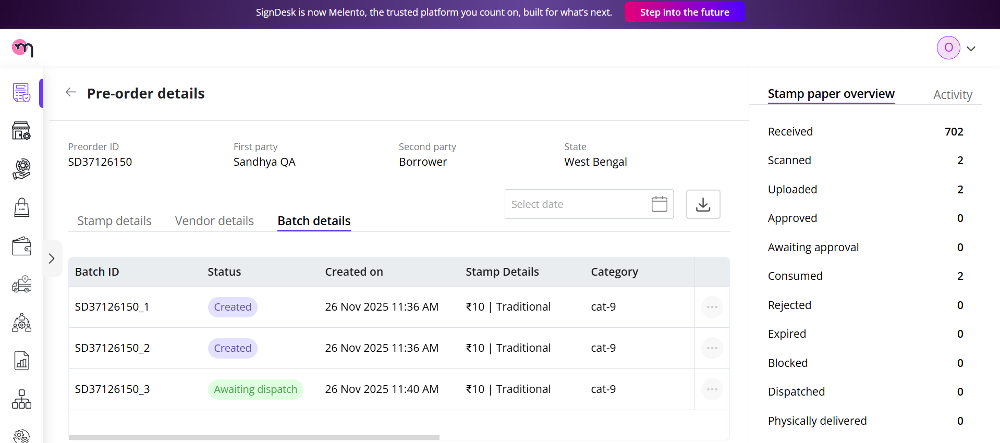 SignDesk is now Melento, the trusted platform you count on, built for what's next. Step into the future
m
O
Pre-order details
Preorder ID First party Second party State
SD37126150 Sandhya QA Borrower West Bengal
Select date
Stamp details Vendor details Batch details
Batch ID Status Created on Stamp Details Category
SD37126150_1 Created 26 Nov 2025 11:36 AM ₹10 | Traditional cat-9
SD37126150_2 Created 26 Nov 2025 11:36 AM ₹10 | Traditional cat-9
SD37126150_3 Awaiting dispatch 26 Nov 2025 11:40 AM ₹10 | Traditional cat-9
Stamp paper overview Activity
Received 702
Scanned 2
Uploaded 2
Approved 0
Awaiting approval 0
Consumed 2
Rejected 0
Expired 0
Blocked 0
Dispatched 0
Physically delivered 0